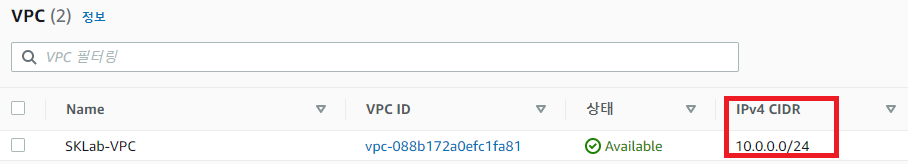 VPC (2) 정보
VPC 필터링
Name VPC ID 상태 IPv4 CIDR
SKLab-VPC vpc-088b172a0efc1fa81 Available 10.0.0.0/24